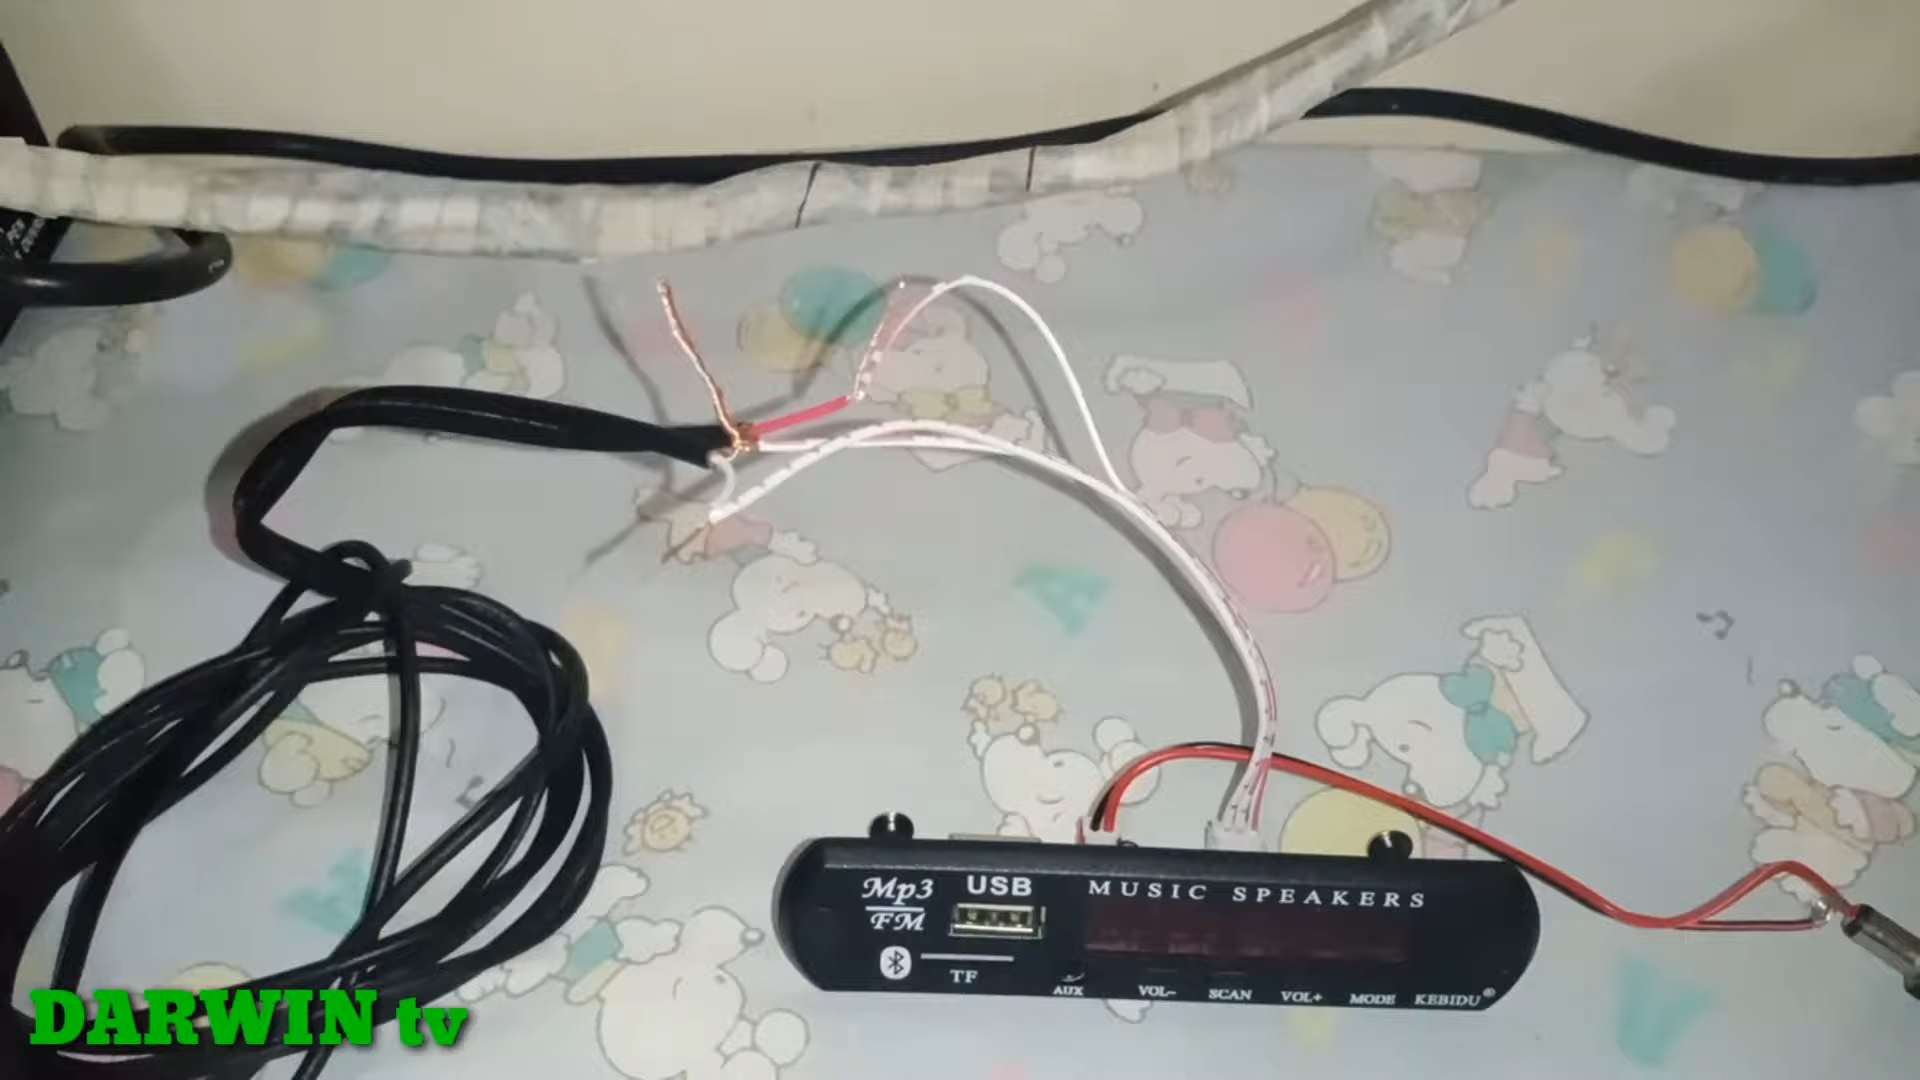 Mp3
FM
USB
MUSIC SPEAKERS
TF
AUX
VOL-
SCAN
VOL+
MODE
KEBIDU®
DARWIN tv